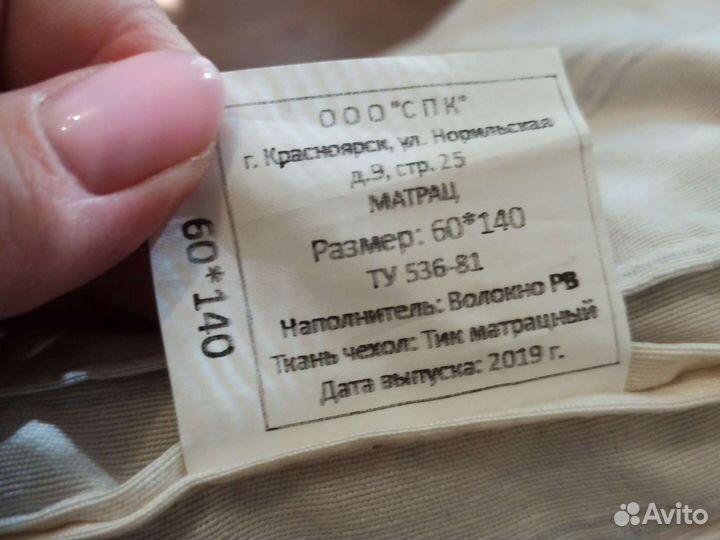 ООО "СПК"
г. Красноярск, ул. Норильская
д.9, стр. 25
МАТРАЦ
Размер: 60*140
ТУ 536-81
Наполнитель: Волокно РВ
Ткань чехол: Тик матрацный
Дата выпуска: 2019 г.
60*140
Avito